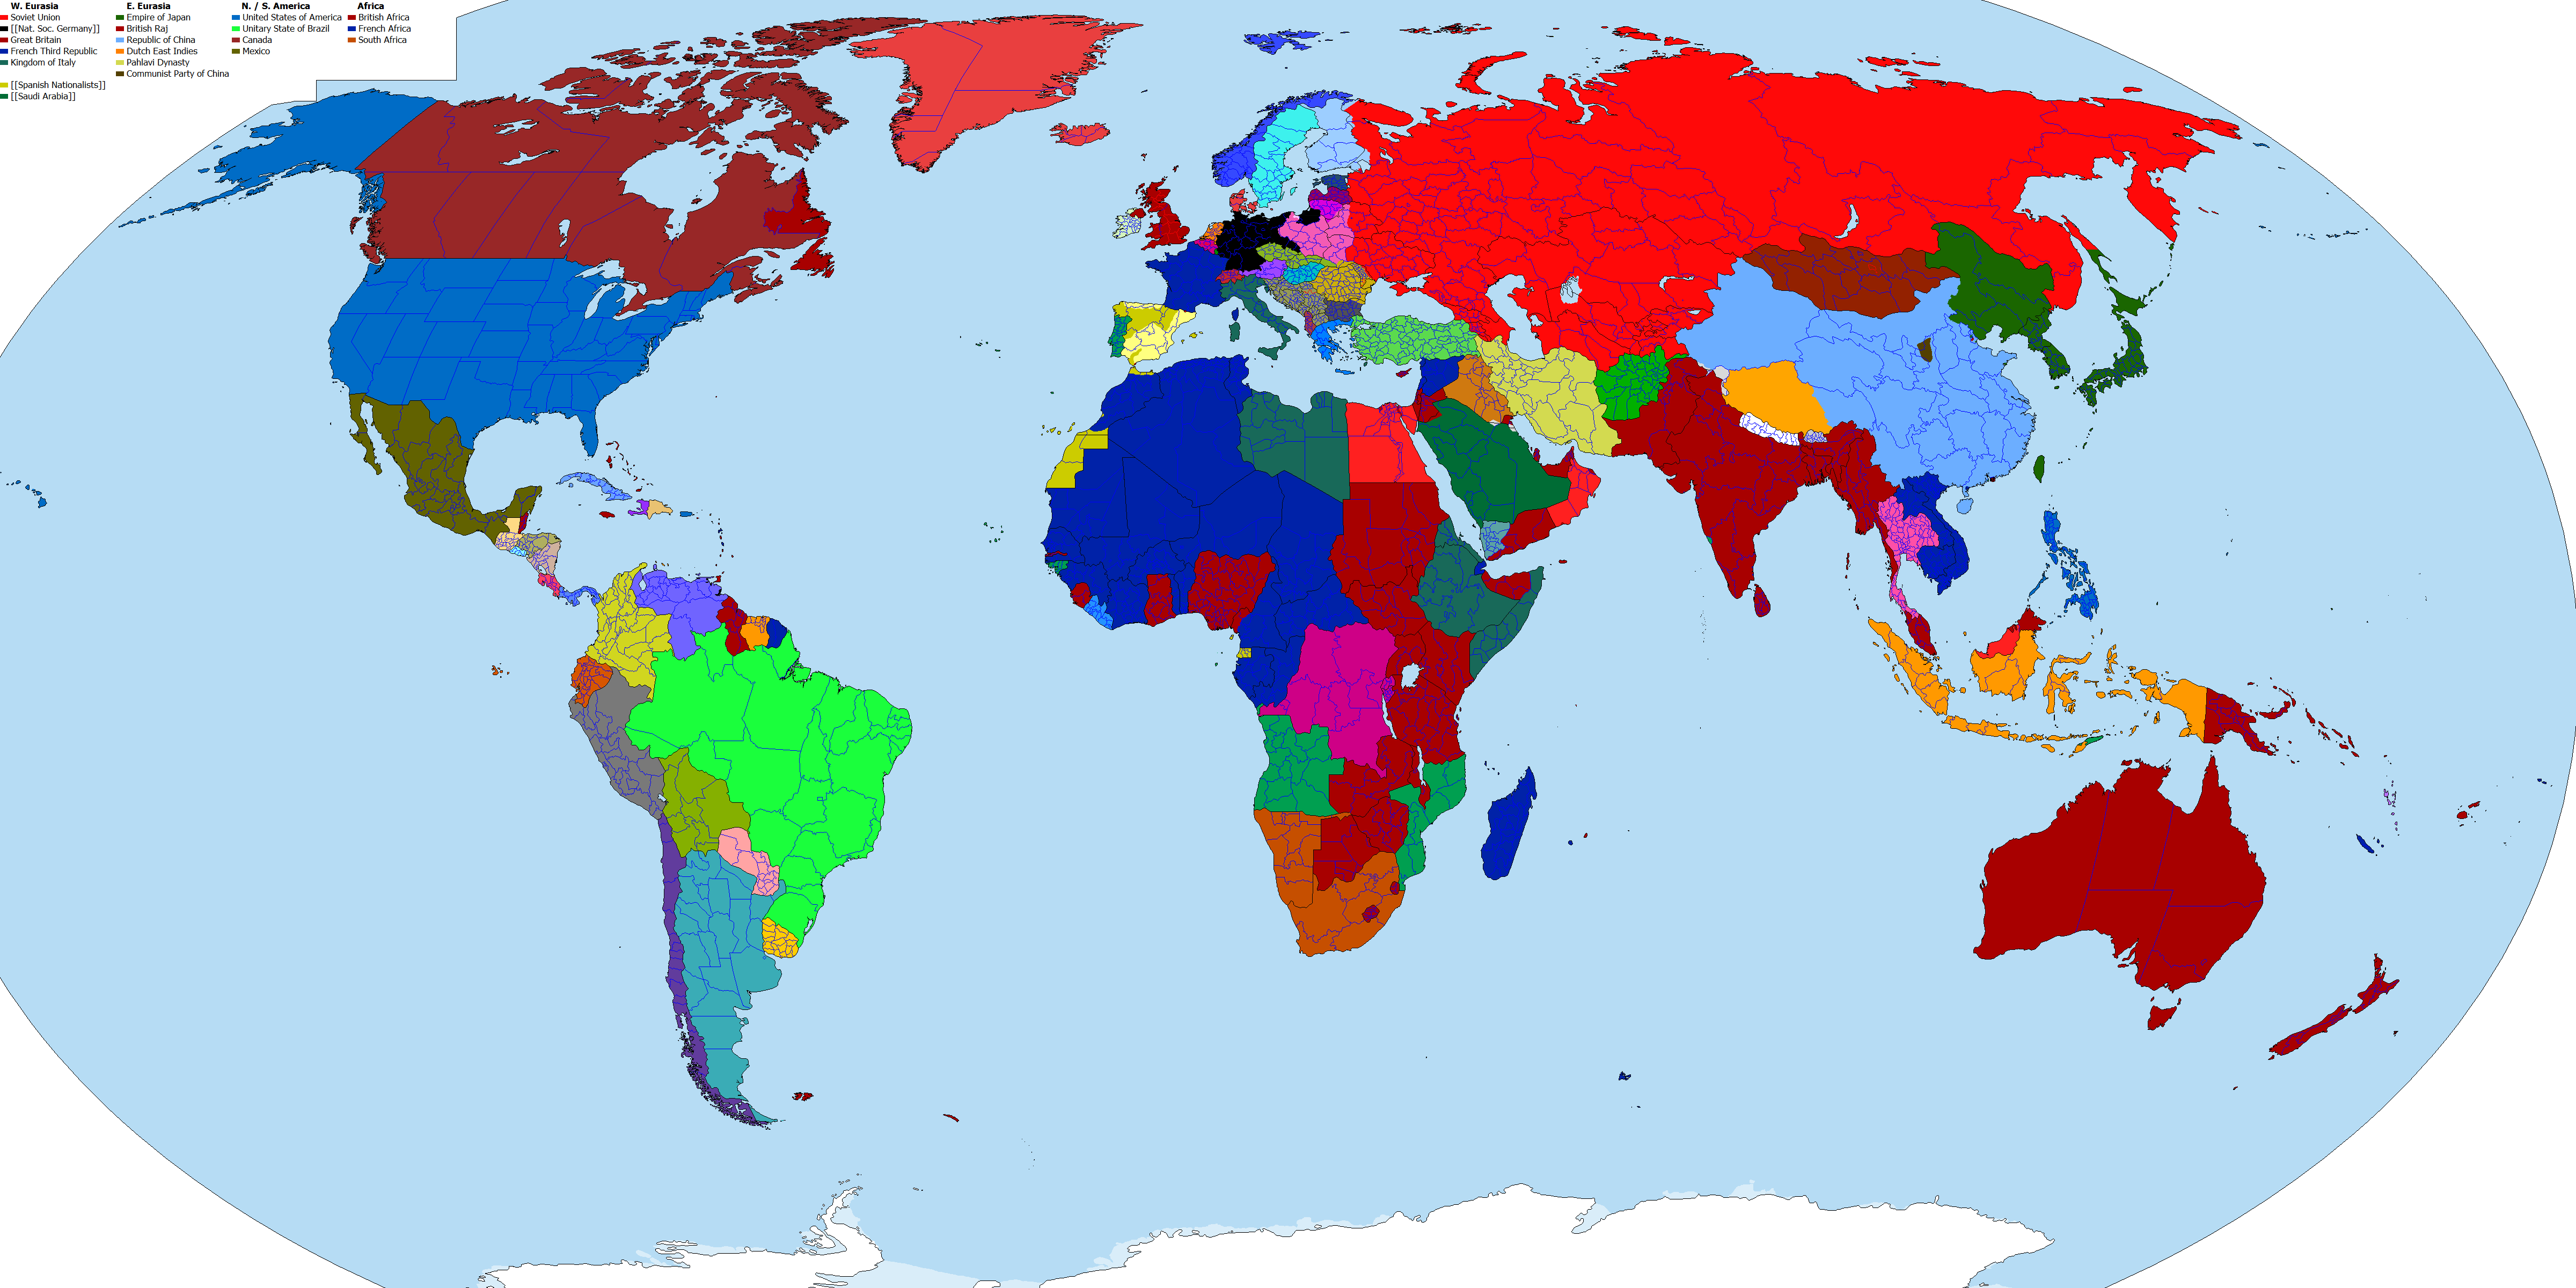 W. Eurasia
Soviet Union
[[Nat. Soc. Germany]]
Great Britain
French Third Republic
Kingdom of Italy
[[Spanish Nationalists]]
[[Saudi Arabia]]
E. Eurasia
Empire of Japan
British Raj
Republic of China
Dutch East Indies
Pahlavi Dynasty
Communist Party of China
N. / S. America
United States of America
Unitary State of Brazil
Canada
Mexico
Africa
British Africa
French Africa
South Africa